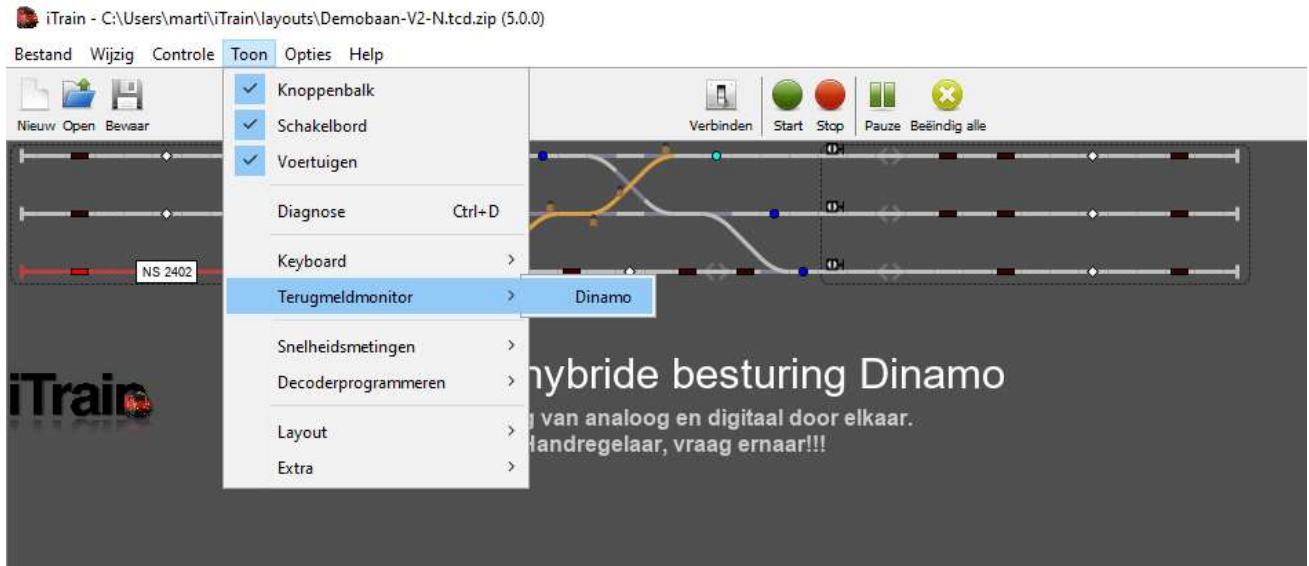 iTrain - C:\Users\marti\iTrain\layouts\Demobaan-V2-N.tcd.zip (5.0.0)
Bestand Wijzig Controle Toon Opties Help
Nieuw Open Bewaar Verbinden Start Stop Pauze Beëindig alle
Knoppenbalk
Schakelbord
Voertuigen
Diagnose Ctrl+D
Keyboard
NS 2402
Terugmeldmonitor Dinamo
Snelheidsmetingen
Decoderprogrammeren
Layout
Extra
iTrain
hybride besturing Dinamo
van analoog en digitaal door elkaar.
Handregelaar, vraag ernaar!!!